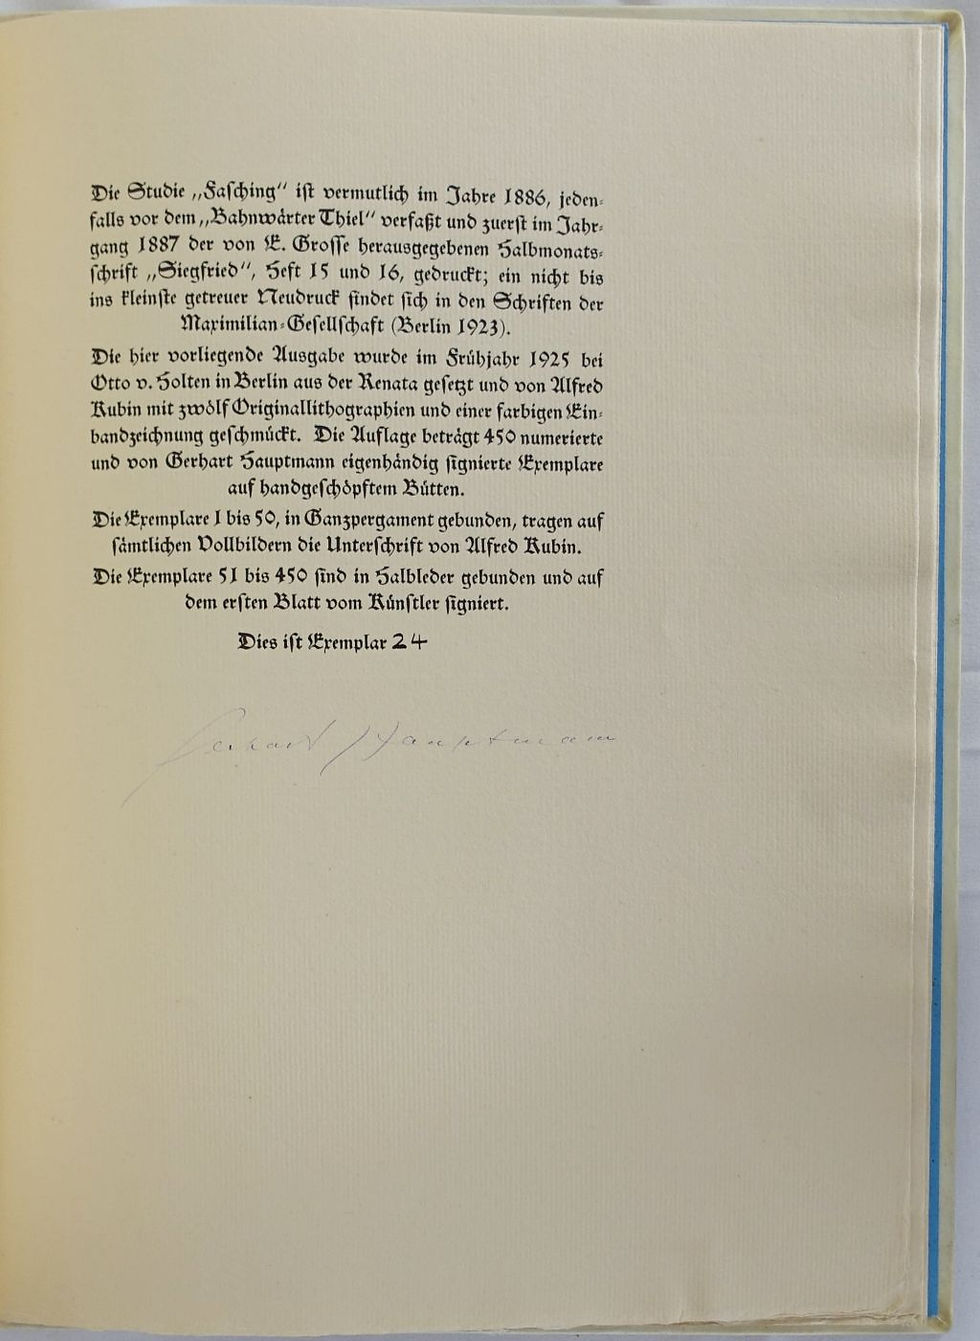 Die Studie „Fasching“ ist vermutlich im Jahre 1886, jeden-
falls vor dem „Bahnwärter Thiel“ verfaßt und zuerst im Jahr-
gang 1887 der von E. Grosse herausgegebenen Halbmonats-
schrift „Siegfried“, Heft 15 und 16, gedruckt; ein nicht bis
ins kleinste getreuer Neudruck findet sich in den Schriften der
Maximilian-Gesellschaft (Berlin 1923).
Die hier vorliegende Ausgabe wurde im Frühjahr 1925 bei
Otto v. Holten in Berlin aus der Renata gesetzt und von Alfred
Kubin mit zwölf Originallithographien und einer farbigen Ein-
bandzeichnung geschmückt. Die Auflage beträgt 450 numerierte
und von Gerhart Hauptmann eigenhändig signierte Exemplare
auf handgeschöpftem Bütten.
Die Exemplare 1 bis 50, in Ganzpergament gebunden, tragen auf
sämtlichen Vollbildern die Unterschrift von Alfred Kubin.
Die Exemplare 51 bis 450 sind in Halbleder gebunden und auf
dem ersten Blatt vom Künstler signiert.
Dies ist Exemplar 24
Gerhart Hauptmann